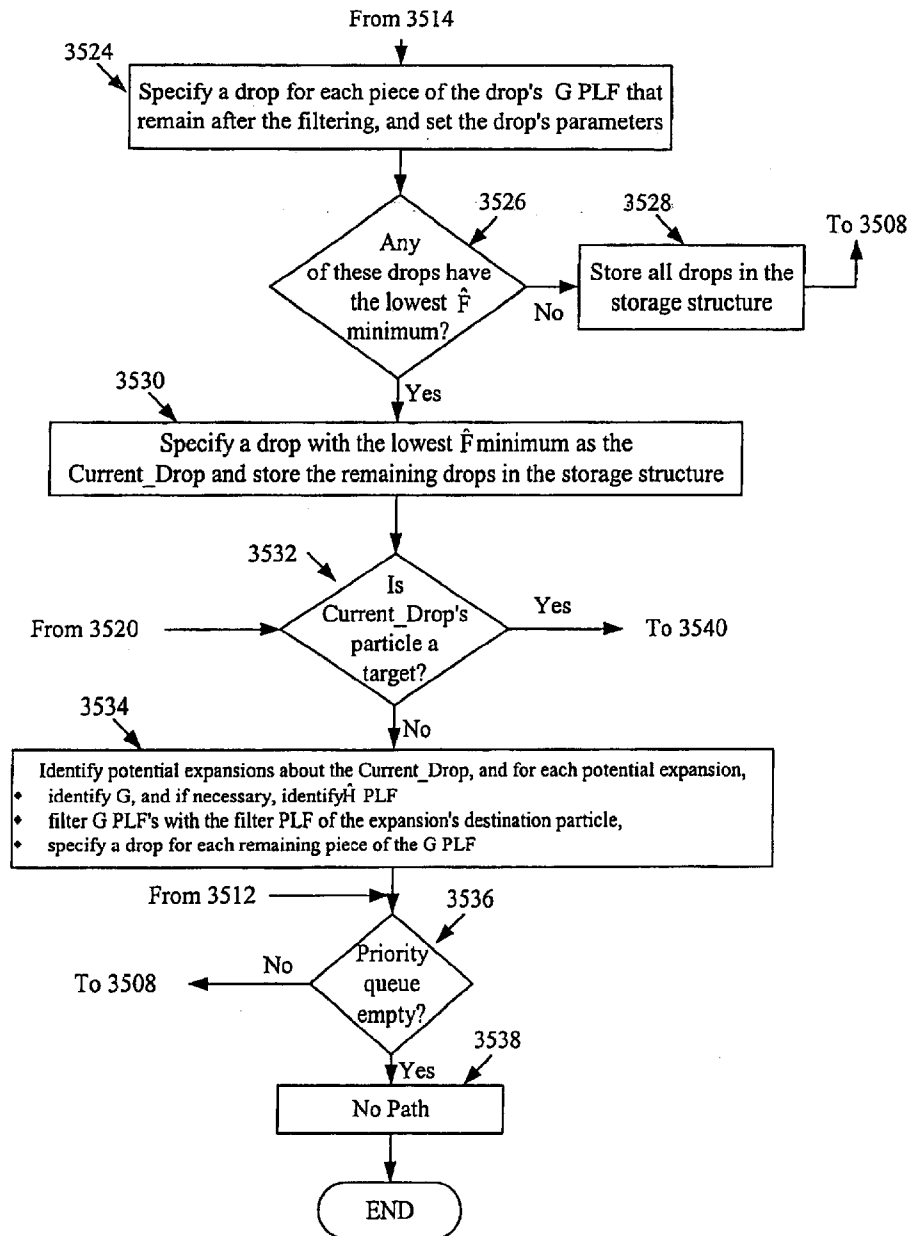 From 3514
3524
Specify a drop for each piece of the drop's G PLF that
remain after the filtering, and set the drop's parameters
3526
Any
of these drops have
the lowest F̂
minimum?
No
3528
Store all drops in the
storage structure
To 3508
Yes
3530
Specify a drop with the lowest F̂ minimum as the
Current_Drop and store the remaining drops in the storage structure
3532
Is
Current_Drop's
particle a
target?
From 3520
Yes
To 3540
No
3534
Identify potential expansions about the Current_Drop, and for each potential expansion,
• identify G, and if necessary, identifyĤ PLF
• filter G PLF's with the filter PLF of the expansion's destination particle,
• specify a drop for each remaining piece of the G PLF
From 3512
3536
Priority
queue
empty?
No
To 3508
3538
Yes
No Path
END